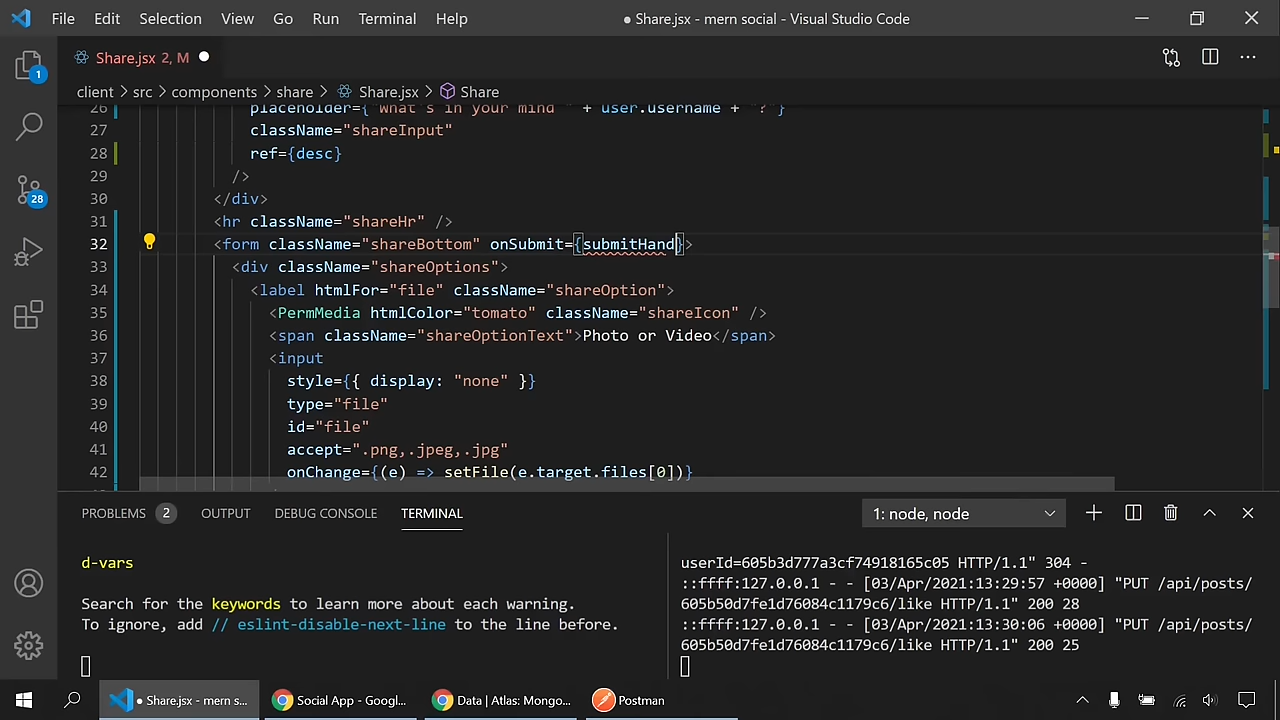 File Edit Selection View Go Run Terminal Help
● Share.jsx - mern social - Visual Studio Code
Share.jsx 2, M
client > src > components > share > Share.jsx > Share
26 placeholder={"What's in your mind " + user.username + "?"}
27 className="shareInput"
28 ref={desc}
29 />
30 </div>
31 <hr className="shareHr" />
32 <form className="shareBottom" onSubmit={submitHand}>
33 <div className="shareOptions">
34 <label htmlFor="file" className="shareOption">
35 <PermMedia htmlColor="tomato" className="shareIcon" />
36 <span className="shareOptionText">Photo or Video</span>
37 <input
38 style={{ display: "none" }}
39 type="file"
40 id="file"
41 accept=".png,.jpeg,.jpg"
42 onChange={(e) => setFile(e.target.files[0])}
1
28
PROBLEMS 2 OUTPUT DEBUG CONSOLE TERMINAL
1: node, node
d-vars
Search for the keywords to learn more about each warning.
To ignore, add // eslint-disable-next-line to the line before.
userId=605b3d777a3cf74918165c05 HTTP/1.1" 304 -
::ffff:127.0.0.1 - - [03/Apr/2021:13:29:57 +0000] "PUT /api/posts/
605b50d7fe1d76084c1179c6/like HTTP/1.1" 200 28
::ffff:127.0.0.1 - - [03/Apr/2021:13:30:06 +0000] "PUT /api/posts/
605b50d7fe1d76084c1179c6/like HTTP/1.1" 200 25
● Share.jsx - mern s...
Social App - Googl...
Data | Atlas: Mongo...
Postman